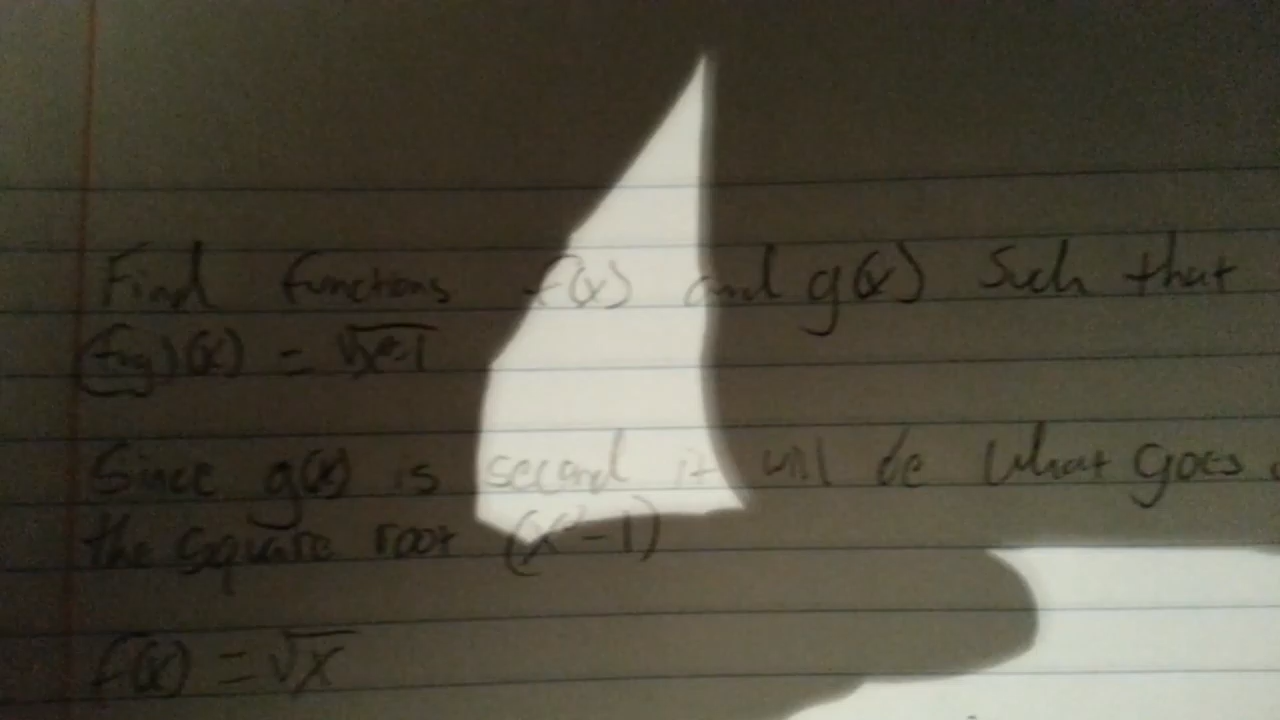 Find functions f(x) and g(x) such that
(f∘g)(x) = √x²-1
Since g(x) is second it will be what goes
the square root (x²-1)
f(x) = √x